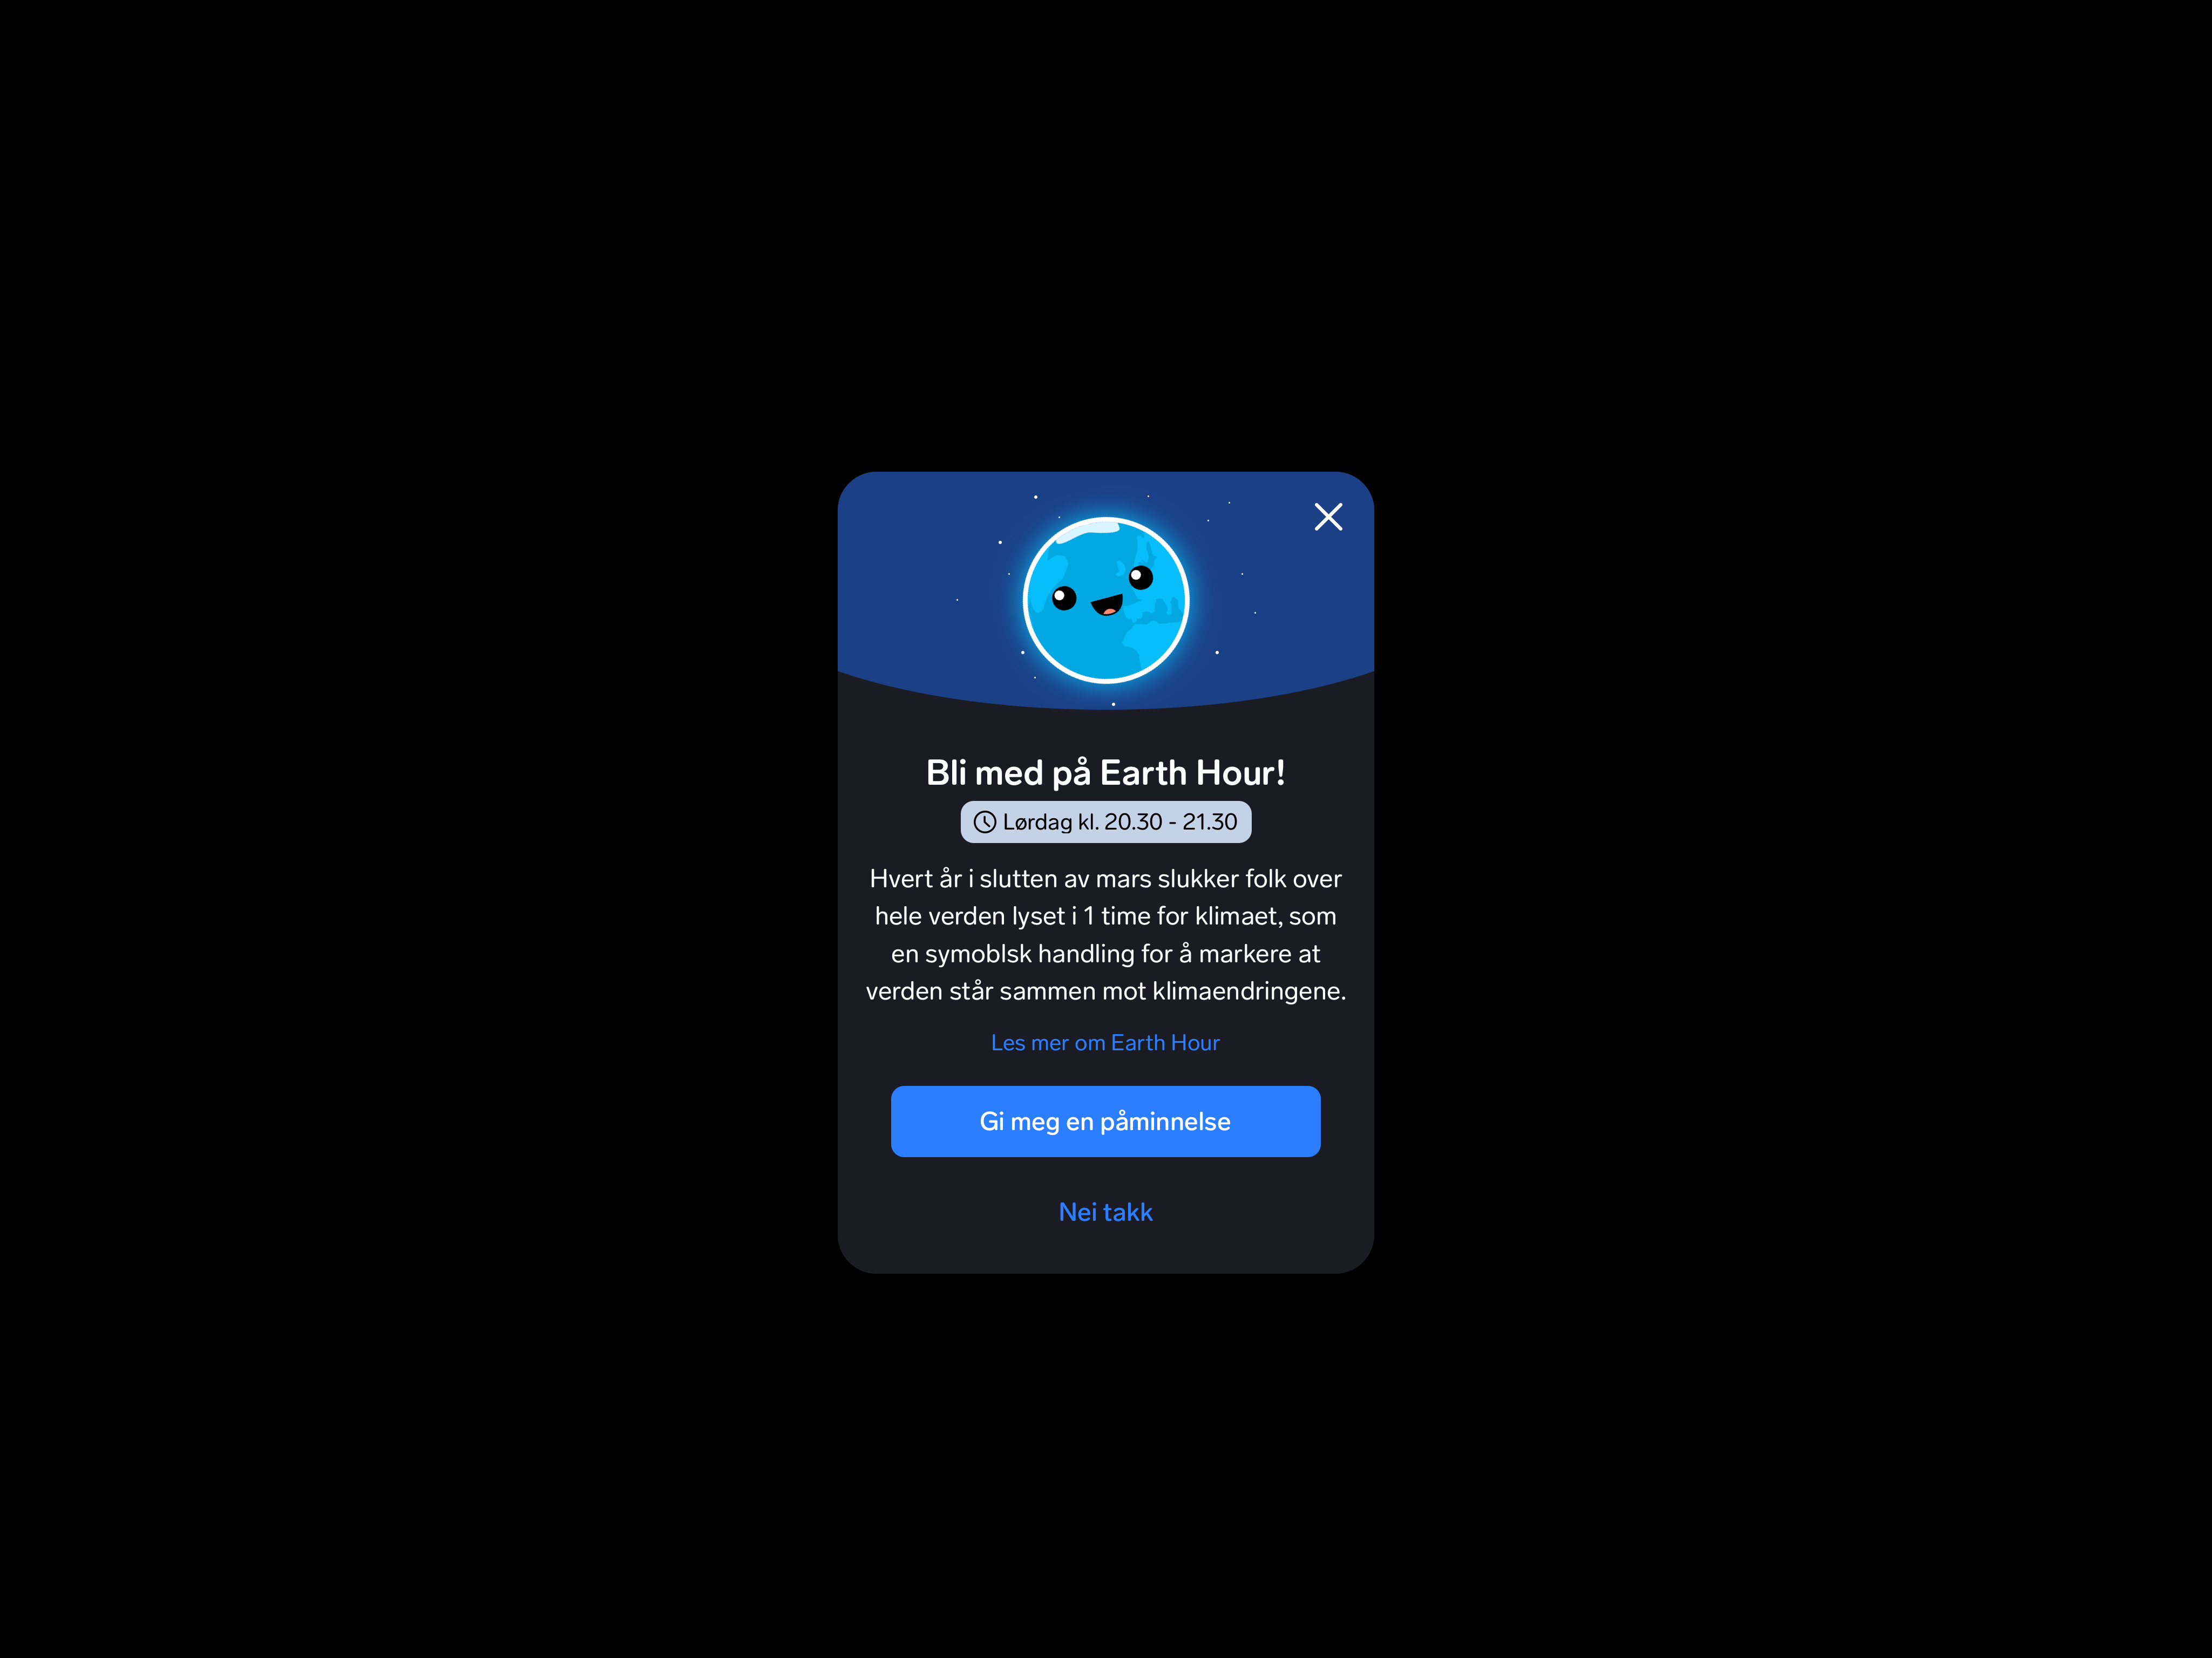 Bli med på Earth Hour!
Lørdag kl. 20.30 - 21.30
Hvert år i slutten av mars slukker folk over
hele verden lyset i 1 time for klimaet, som
en symoblsk handling for å markere at
verden står sammen mot klimaendringene.
Les mer om Earth Hour
Gi meg en påminnelse
Nei takk